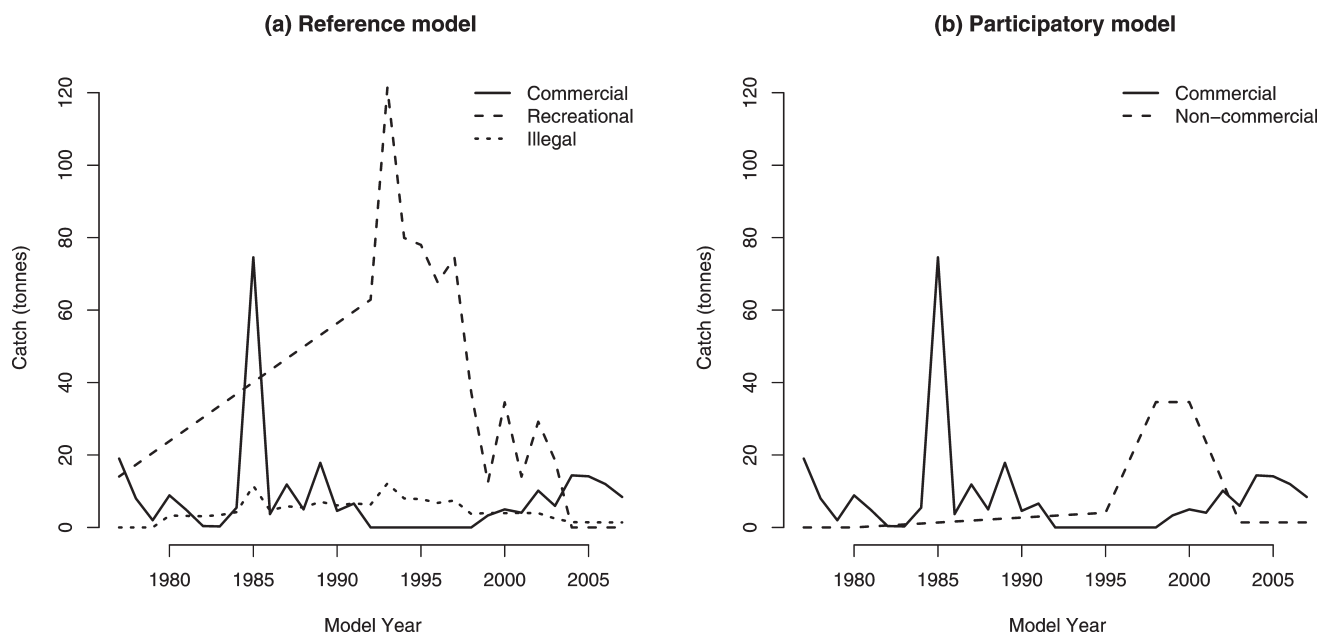 (a) Reference model
Catch (tonnes)
120
100
80
60
40
20
0
Commercial
Recreational
Illegal
1980 1985 1990 1995 2000 2005
Model Year
(b) Participatory model
Catch (tonnes)
120
100
80
60
40
20
0
Commercial
Non−commercial
1980 1985 1990 1995 2000 2005
Model Year